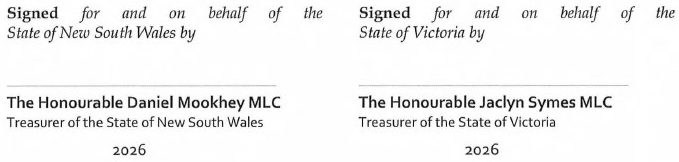 Signed for and on behalf of the
State of New South Wales by
The Honourable Daniel Mookhey MLC
Treasurer of the State of New South Wales
2026
Signed for and on behalf of the
State of Victoria by
The Honourable Jaclyn Symes MLC
Treasurer of the State of Victoria
2026